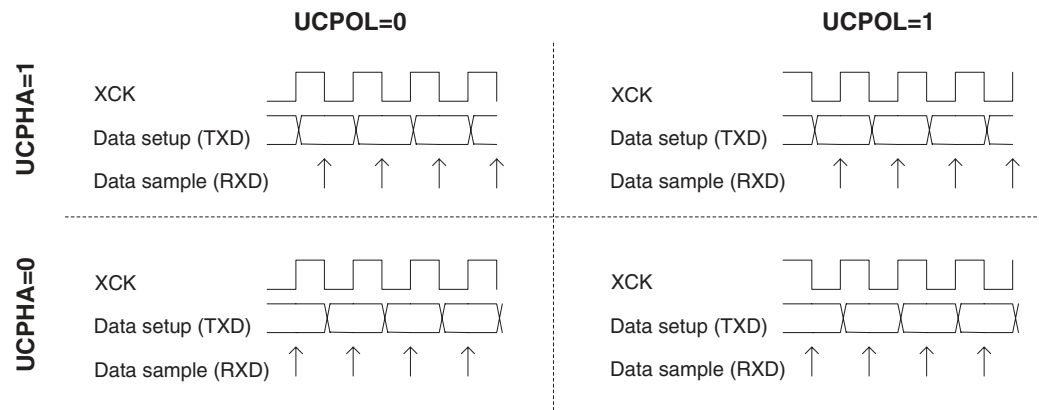 UCPOL=0
UCPOL=1
UCPHA=1
XCK
Data setup (TXD)
Data sample (RXD)
XCK
Data setup (TXD)
Data sample (RXD)
UCPHA=0
XCK
Data setup (TXD)
Data sample (RXD)
XCK
Data setup (TXD)
Data sample (RXD)